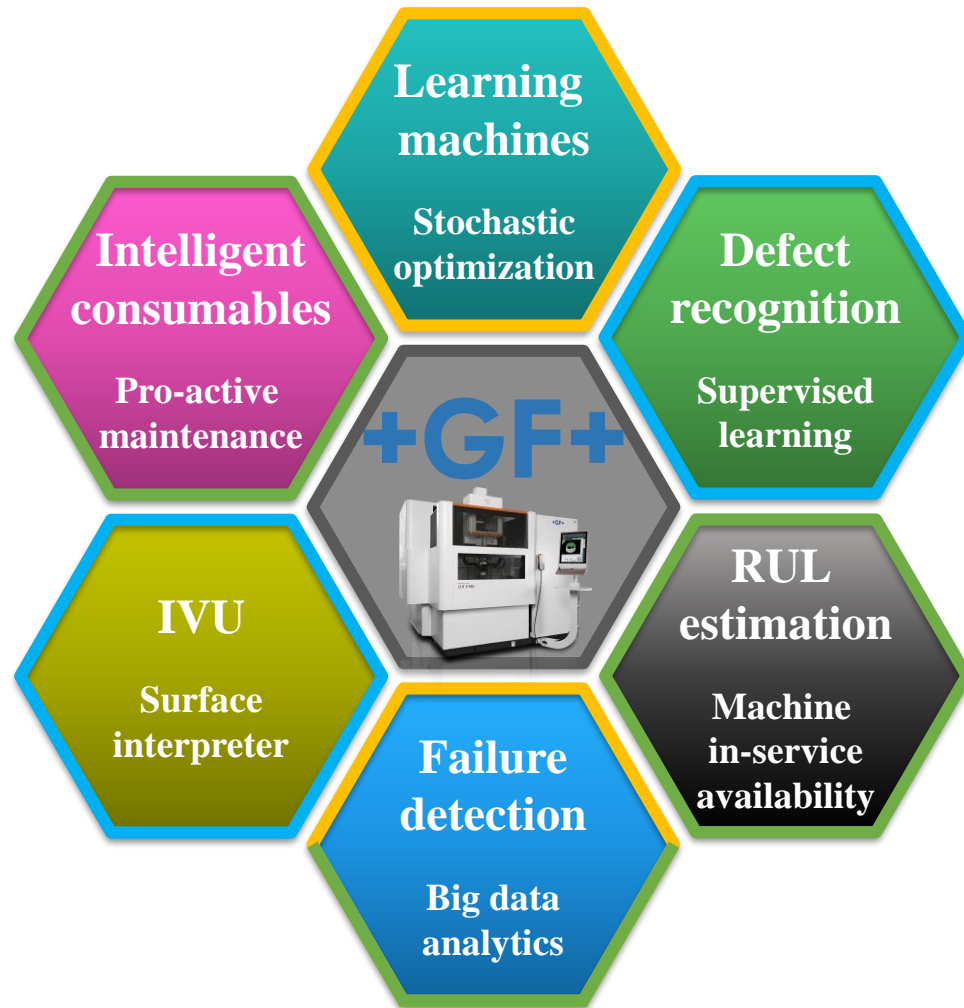 Learning
machines
Stochastic
optimization
Intelligent
consumables
Pro-active
maintenance
Defect
recognition
Supervised
learning
+GF+
+GF+
IVU
Surface
interpreter
RUL
estimation
Machine
in-service
availability
Failure
detection
Big data
analytics